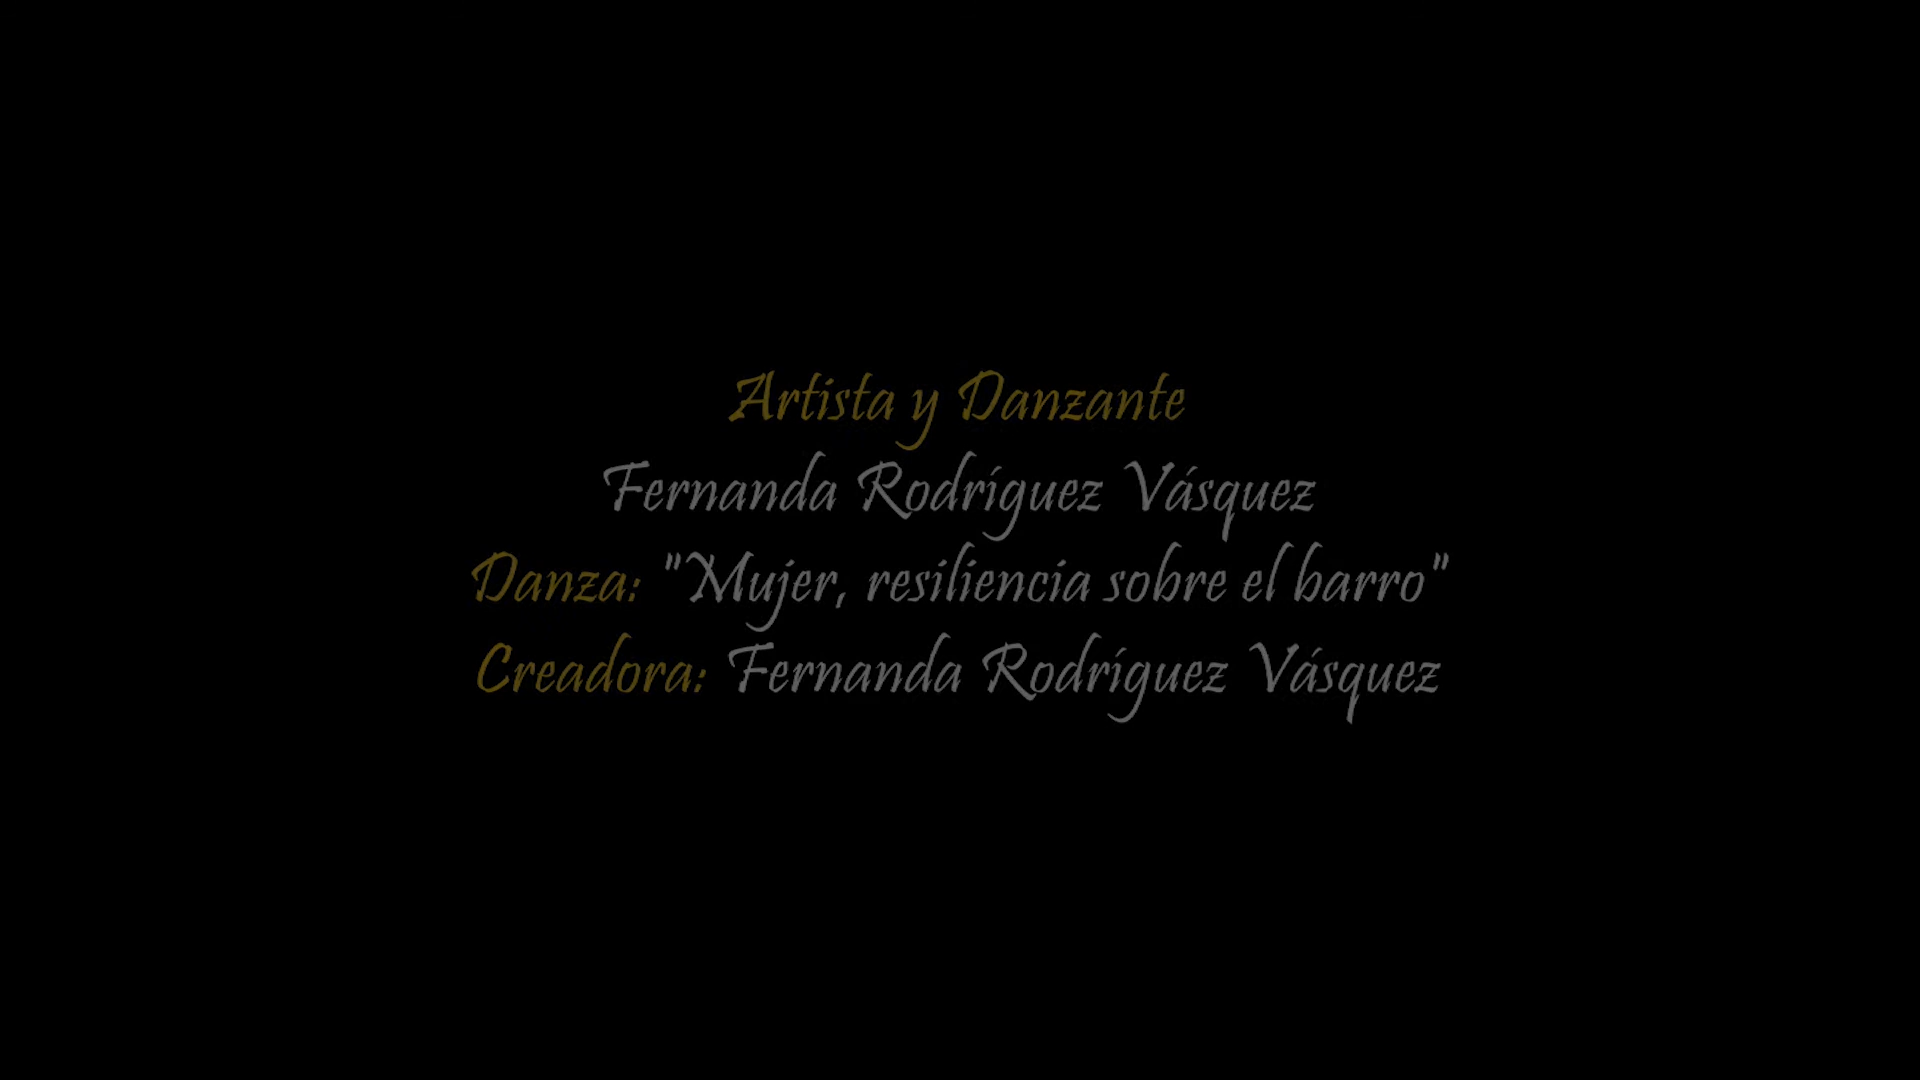 Artista y Danzante
Fernanda Rodríguez Vásquez
Danza: "Mujer, resiliencia sobre el barro"
Creadora: Fernanda Rodríguez Vásquez